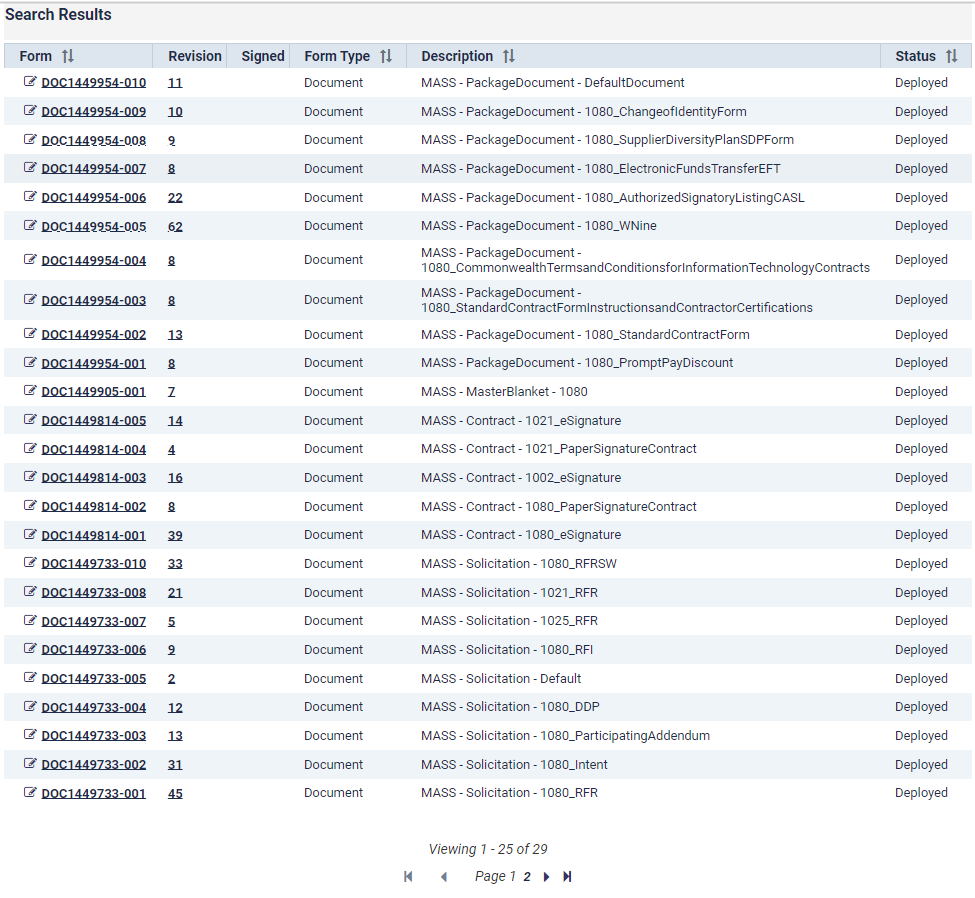 Search Results
Form Revision Signed Form Type Description Status
DOC1449954-010 11 Document MASS - PackageDocument - DefaultDocument Deployed
DOC1449954-009 10 Document MASS - PackageDocument - 1080_ChangeofIdentityForm Deployed
DOC1449954-008 9 Document MASS - PackageDocument - 1080_SupplierDiversityPlanSDPForm Deployed
DOC1449954-007 8 Document MASS - PackageDocument - 1080_ElectronicFundsTransferEFT Deployed
DOC1449954-006 22 Document MASS - PackageDocument - 1080_AuthorizedSignatoryListingCASL Deployed
DOC1449954-005 62 Document MASS - PackageDocument - 1080_WNine Deployed
DOC1449954-004 8 Document MASS - PackageDocument - Deployed
1080_CommonwealthTermsandConditionsforInformationTechnologyContracts
DOC1449954-003 8 Document MASS - PackageDocument - Deployed
1080_StandardContractFormInstructionsandContractorCertifications
DOC1449954-002 13 Document MASS - PackageDocument - 1080_StandardContractForm Deployed
DOC1449954-001 8 Document MASS - PackageDocument - 1080_PromptPayDiscount Deployed
DOC1449905-001 7 Document MASS - MasterBlanket - 1080 Deployed
DOC1449814-005 14 Document MASS - Contract - 1021_eSignature Deployed
DOC1449814-004 4 Document MASS - Contract - 1021_PaperSignatureContract Deployed
DOC1449814-003 16 Document MASS - Contract - 1002_eSignature Deployed
DOC1449814-002 8 Document MASS - Contract - 1080_PaperSignatureContract Deployed
DOC1449814-001 39 Document MASS - Contract - 1080_eSignature Deployed
DOC1449733-010 33 Document MASS - Solicitation - 1080_RFRSW Deployed
DOC1449733-008 21 Document MASS - Solicitation - 1021_RFR Deployed
DOC1449733-007 5 Document MASS - Solicitation - 1025_RFR Deployed
DOC1449733-006 9 Document MASS - Solicitation - 1080_RFI Deployed
DOC1449733-005 2 Document MASS - Solicitation - Default Deployed
DOC1449733-004 12 Document MASS - Solicitation - 1080_DDP Deployed
DOC1449733-003 13 Document MASS - Solicitation - 1080_ParticipatingAddendum Deployed
DOC1449733-002 31 Document MASS - Solicitation - 1080_Intent Deployed
DOC1449733-001 45 Document MASS - Solicitation - 1080_RFR Deployed
Viewing 1 - 25 of 29
Page 1 2